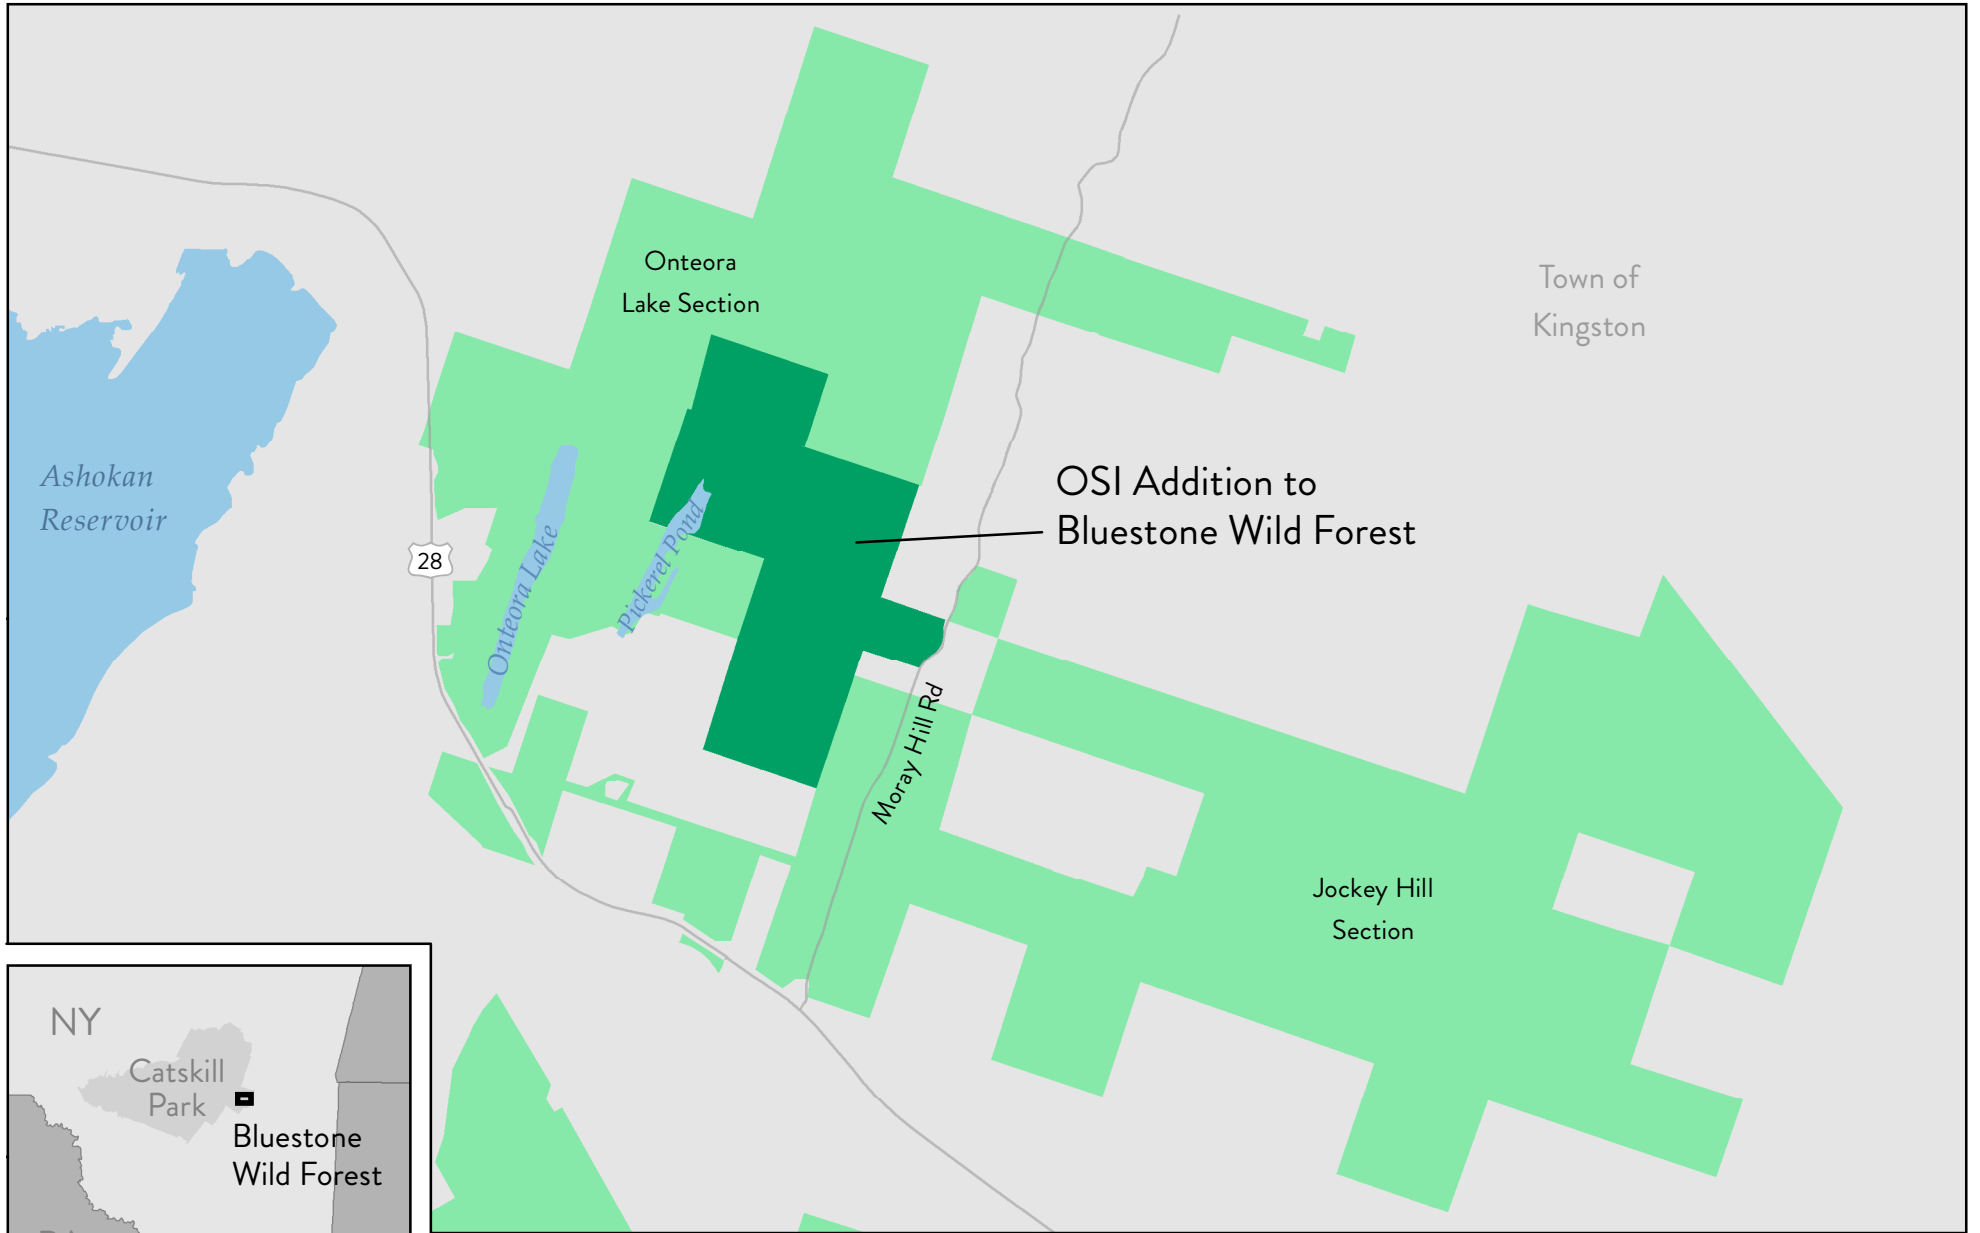 Onteora
Lake Section
Town of
Kingston
Ashokan
Reservoir
OSI Addition to
Bluestone Wild Forest
28
Onteora Lake
Pickerel Pond
Moray Hill Rd
Jockey Hill
Section
NY
Catskill
Park
Bluestone
Wild Forest